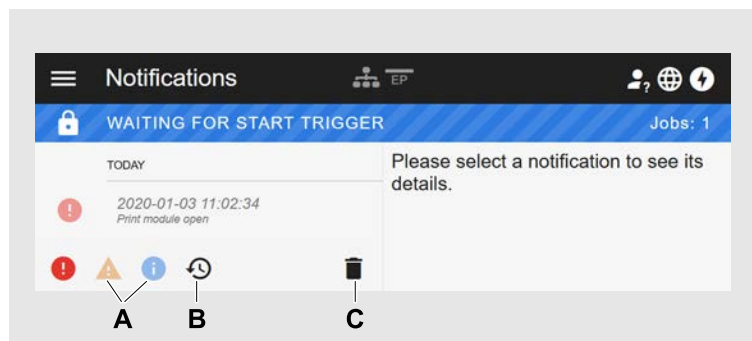 Notifications
EP
?
WAITING FOR START TRIGGER
Jobs: 1
TODAY
2020-01-03 11:02:34
Print module open
Please select a notification to see its
details.
!
!
!
i
A
B
C